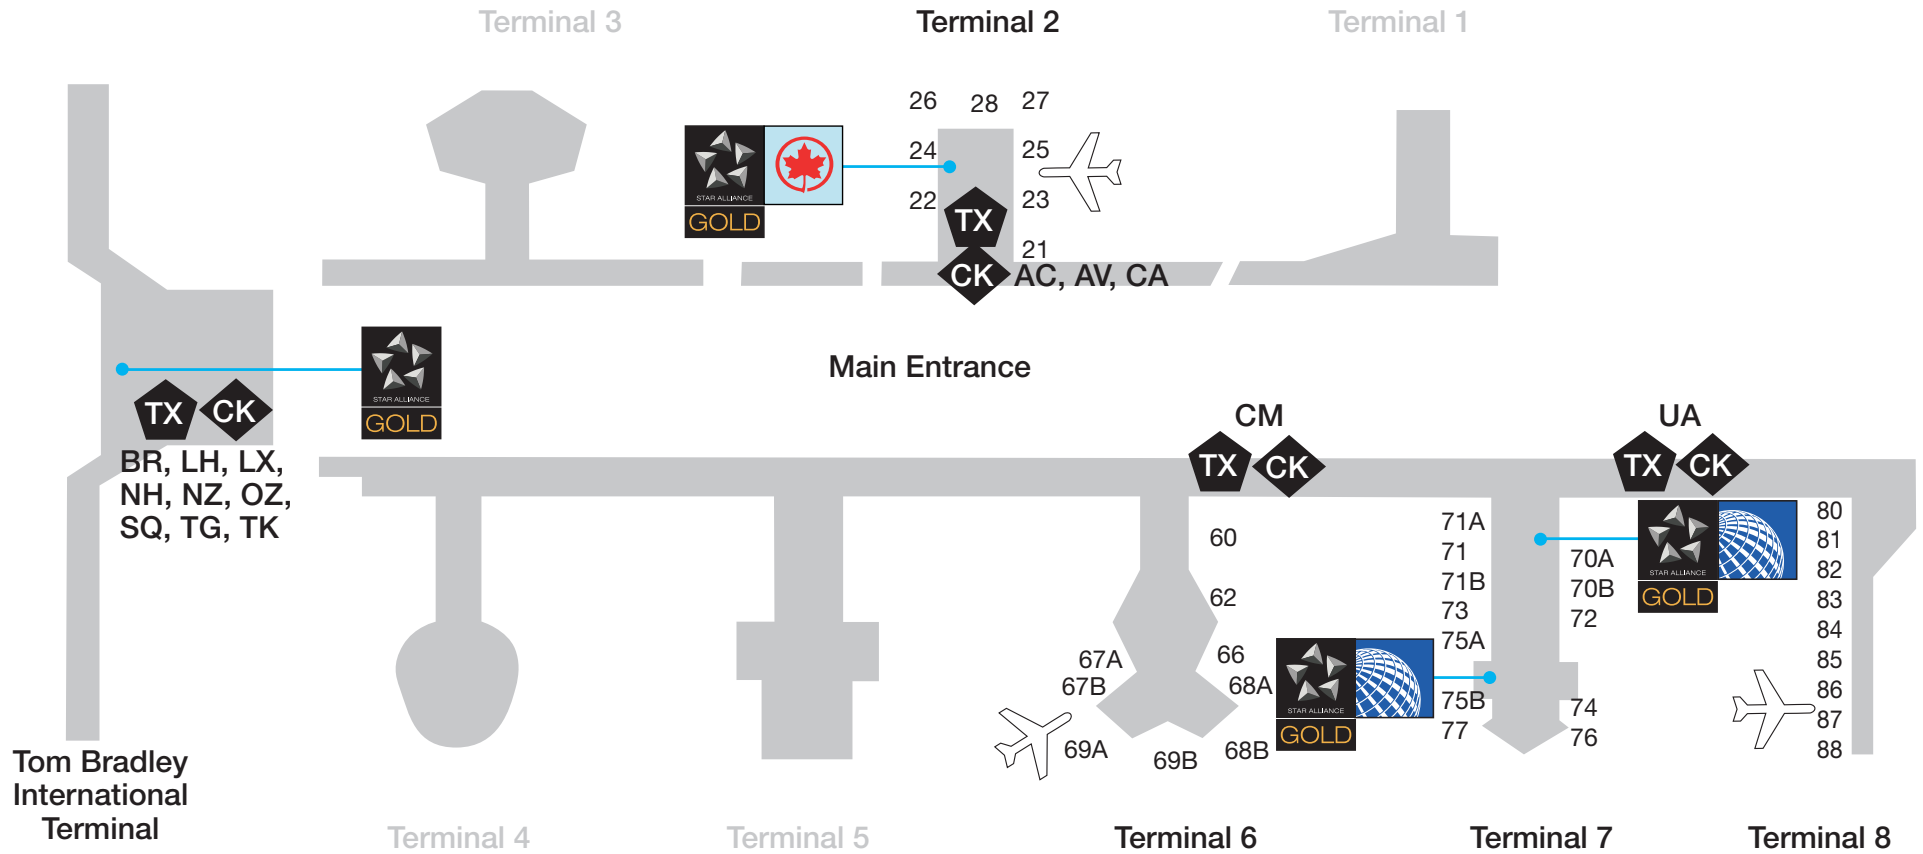 Terminal 3
Terminal 2
Terminal 1
26
28
27
24
25
22
23
21
STAR ALLIANCE
GOLD
TX
CK
AC, AV, CA
STAR ALLIANCE
GOLD
TX
CK
BR, LH, LX,
NH, NZ, OZ,
SQ, TG, TK
Main Entrance
CM
TX
CK
UA
TX
CK
60
62
66
67A
67B
68A
69A
69B
68B
STAR ALLIANCE
GOLD
71A
71
71B
73
75A
75B
77
70A
70B
72
74
76
STAR ALLIANCE
GOLD
80
81
82
83
84
85
86
87
88
Tom Bradley
International
Terminal
Terminal 4
Terminal 5
Terminal 6
Terminal 7
Terminal 8